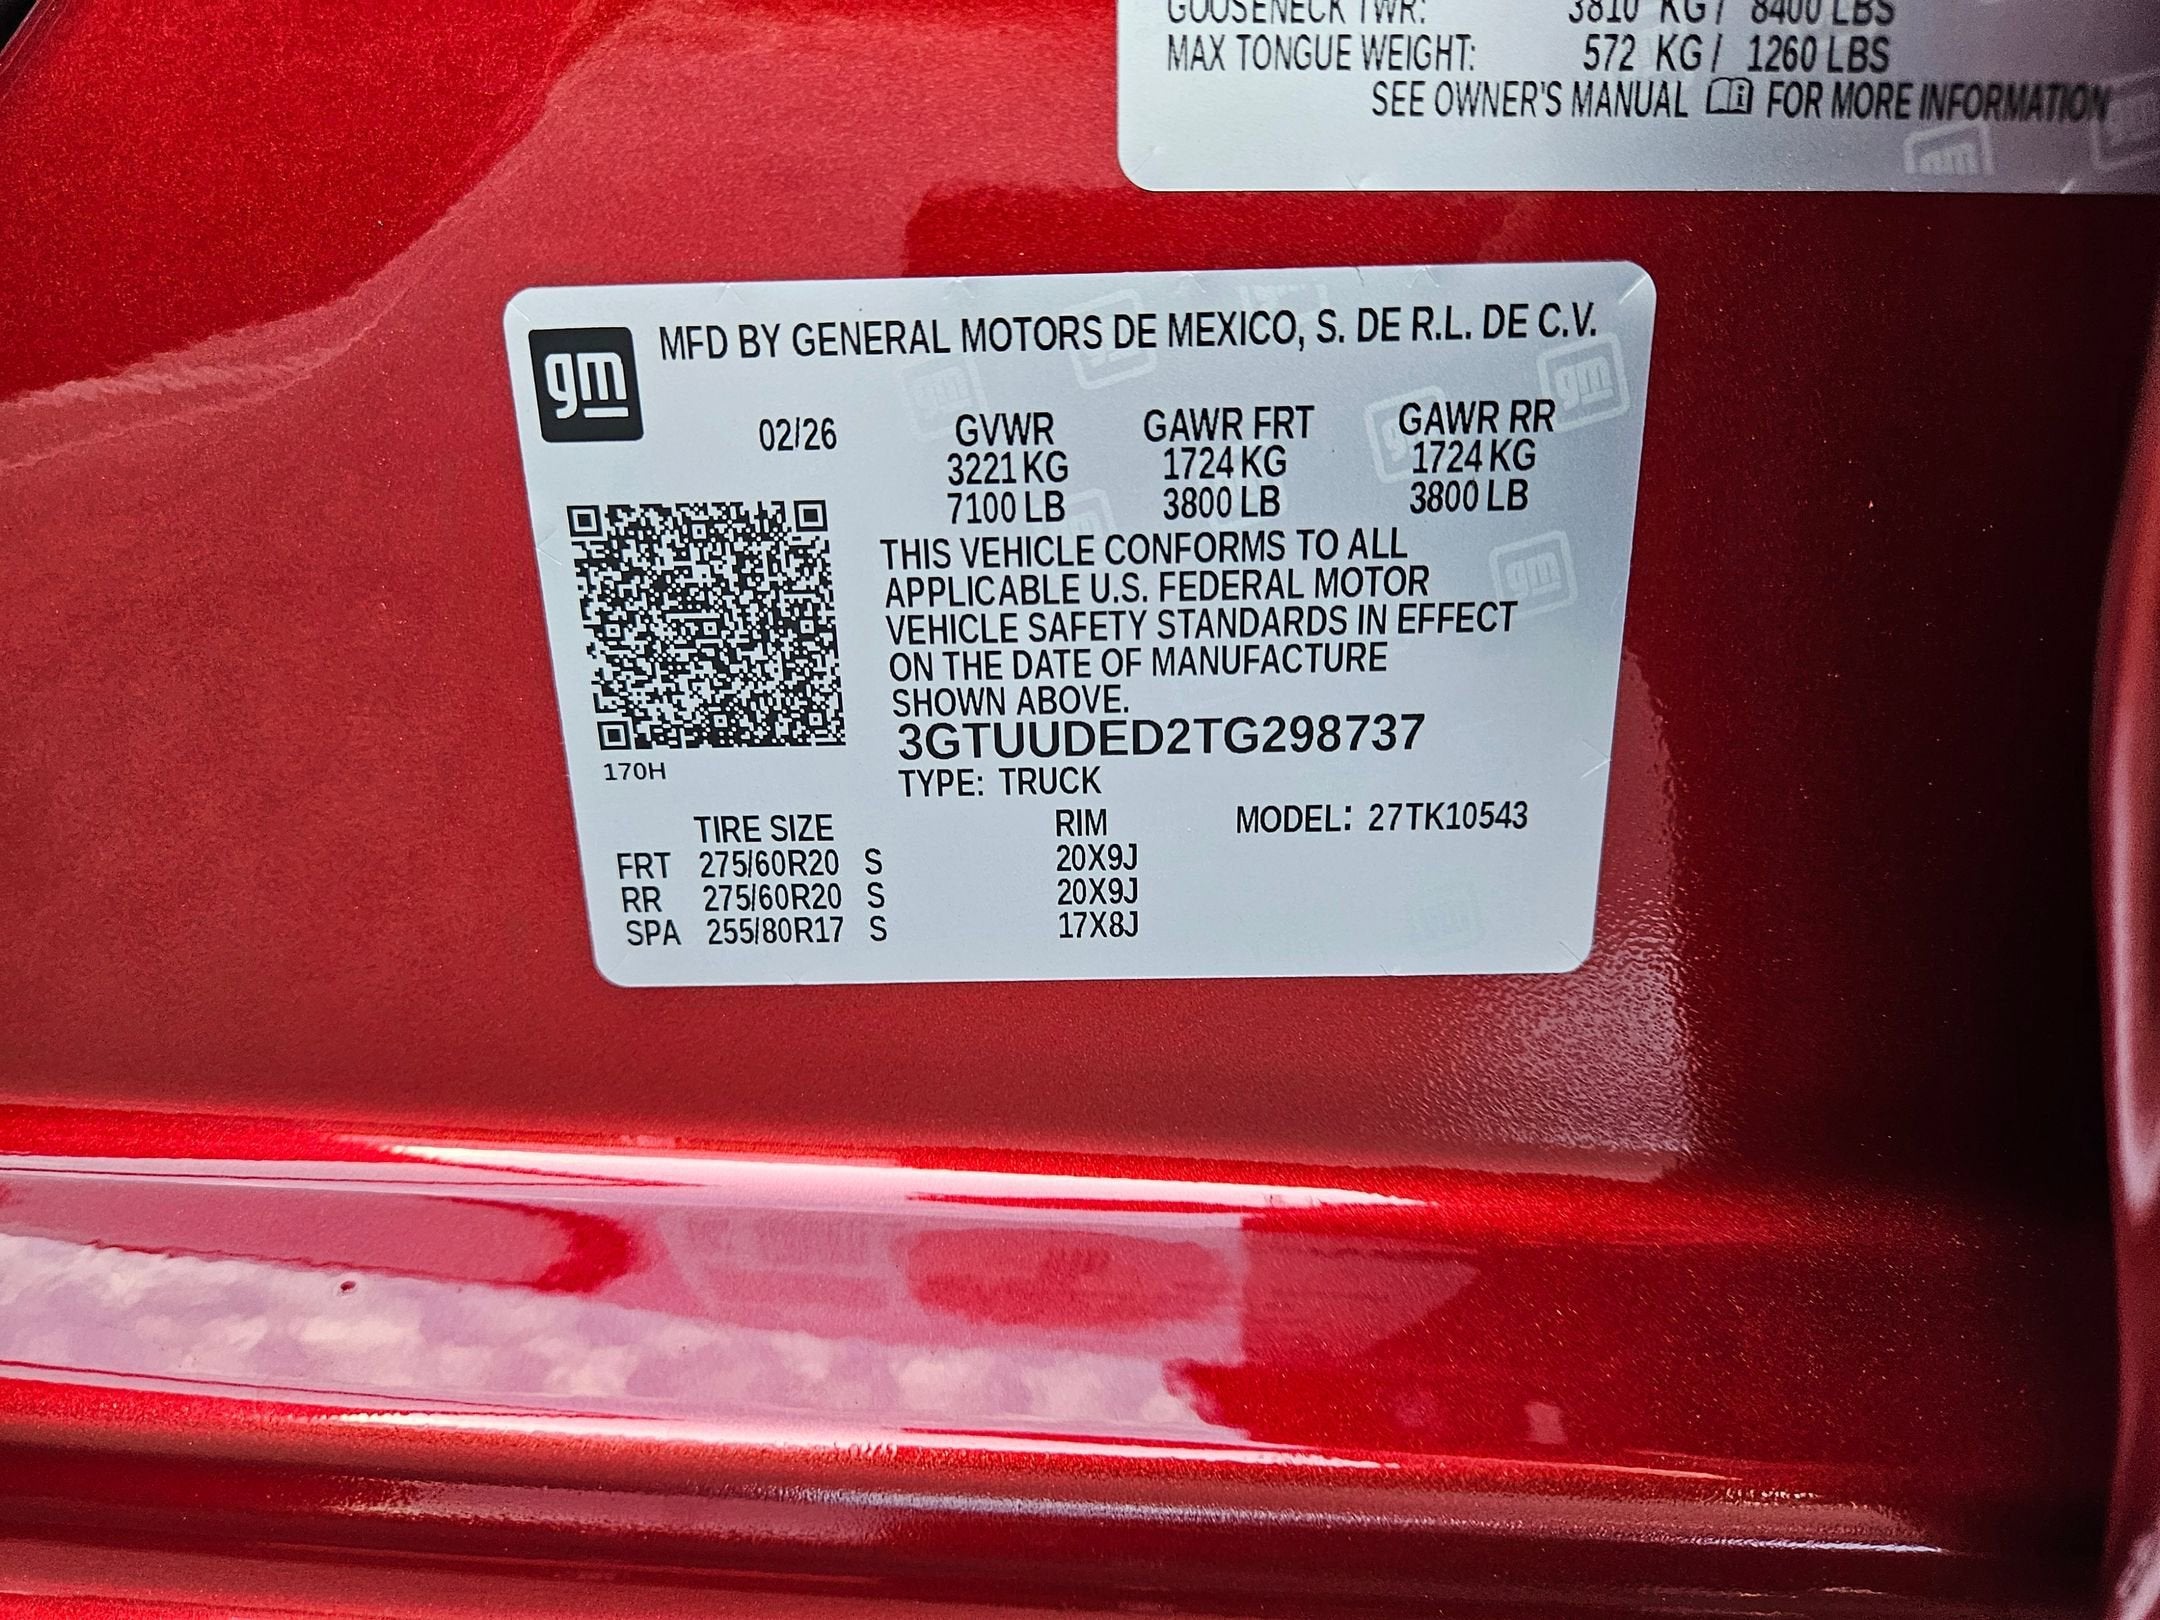 GOOSENECK TWR: 3810 KG / 8400 LBS
MAX TONGUE WEIGHT: 572 KG / 1260 LBS
SEE OWNER'S MANUAL FOR MORE INFORMATION
gm
MFD BY GENERAL MOTORS DE MEXICO, S. DE R.L. DE C.V.
02/26 GVWR GAWR FRT GAWR RR
3221 KG 1724 KG 1724 KG
7100 LB 3800 LB 3800 LB
THIS VEHICLE CONFORMS TO ALL
APPLICABLE U.S. FEDERAL MOTOR
VEHICLE SAFETY STANDARDS IN EFFECT
ON THE DATE OF MANUFACTURE
SHOWN ABOVE.
3GTUUDED2TG298737
170H
TYPE: TRUCK
TIRE SIZE RIM MODEL: 27TK10543
FRT 275/60R20 S 20X9J
RR 275/60R20 S 20X9J
SPA 255/80R17 S 17X8J